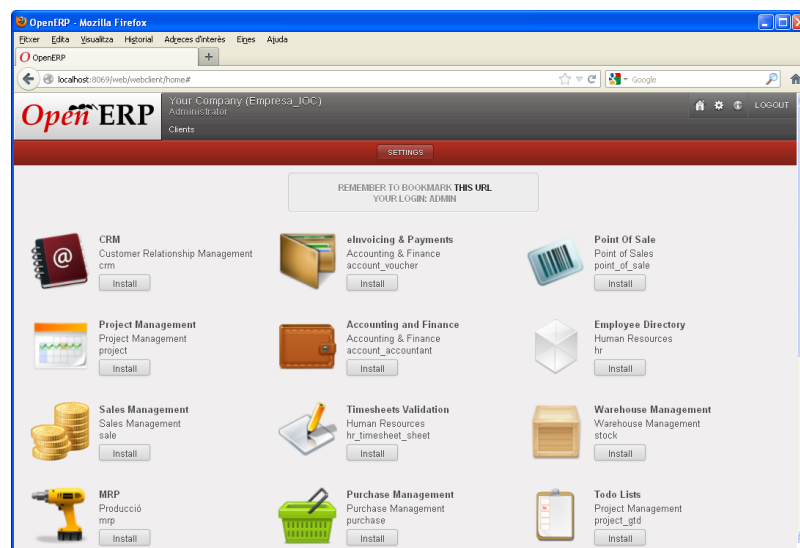 OpenERP - Mozilla Firefox
Fitxer Edita Visualitza Historial Adreces d'interès Eines Ajuda
OpenERP
localhost:8069/web/webclient/home#
Google
Open ERP
Your Company (Empresa_IOC)
Administrator
LOGOUT
Clients
SETTINGS
REMEMBER TO BOOKMARK THIS URL
YOUR LOGIN: ADMIN
CRM
Customer Relationship Management
crm
Install
eInvoicing & Payments
Accounting & Finance
account_voucher
Install
Point Of Sale
Point of Sales
point_of_sale
Install
Project Management
Project Management
project
Install
Accounting and Finance
Accounting & Finance
account_accountant
Install
Employee Directory
Human Resources
hr
Install
Sales Management
Sales Management
sale
Install
Timesheets Validation
Human Resources
hr_timesheet_sheet
Install
Warehouse Management
Warehouse Management
stock
Install
MRP
Producció
mrp
Install
Purchase Management
Purchase Management
purchase
Install
Todo Lists
Project Management
project_gtd
Install